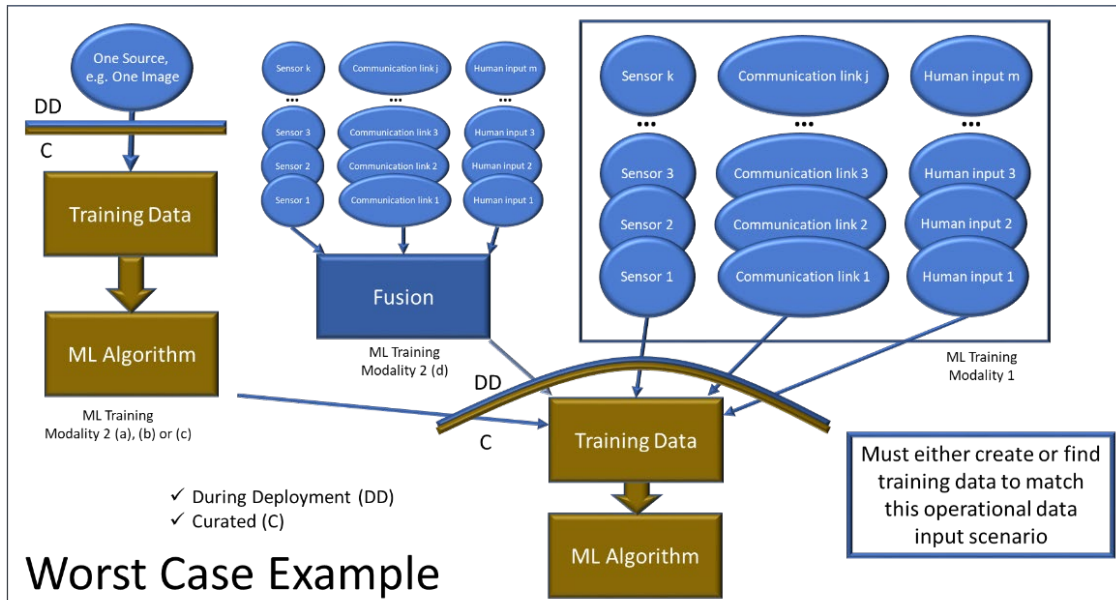 One Source,
e.g. One Image
DD
C
Training Data
ML Algorithm
ML Training
Modality 2 (a), (b) or (c)
Sensor k
Communication link j
Human input m
...
...
...
Sensor 3
Communication link 3
Human input 3
Sensor 2
Communication link 2
Human input 2
Sensor 1
Communication link 1
Human input 1
Fusion
ML Training
Modality 2 (d)
Sensor k
Communication link j
Human input m
...
...
...
Sensor 3
Communication link 3
Human input 3
Sensor 2
Communication link 2
Human input 2
Sensor 1
Communication link 1
Human input 1
ML Training
Modality 1
DD
C
Training Data
ML Algorithm
Must either create or find
training data to match
this operational data
input scenario
✓ During Deployment (DD)
✓ Curated (C)
Worst Case Example